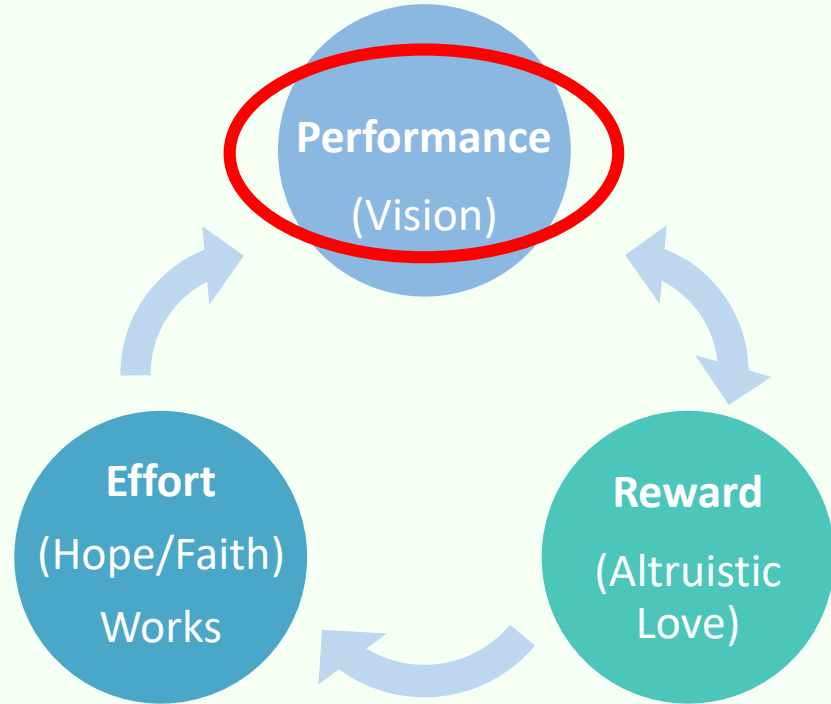 Performance
(Vision)
Effort
(Hope/Faith)
Works
Reward
(Altruistic
Love)